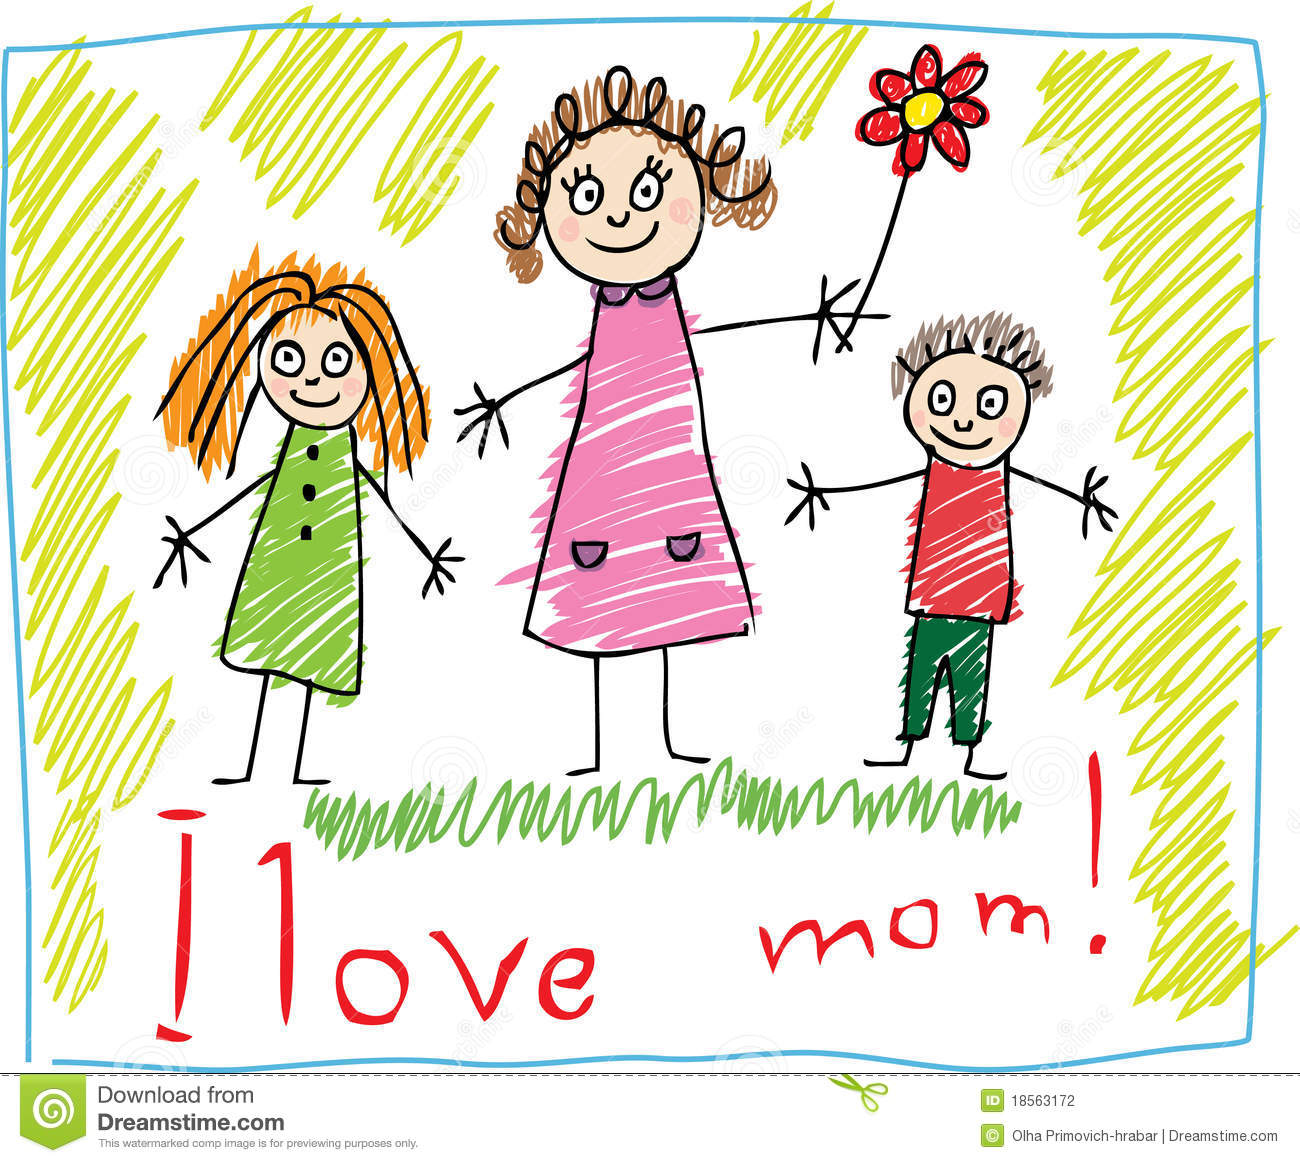 I love mom!
Download from
Dreamstime.com
This watermarked comp image is for previewing purposes only.
ID 18563172
© Olha Primovich-hrabar | Dreamstime.com